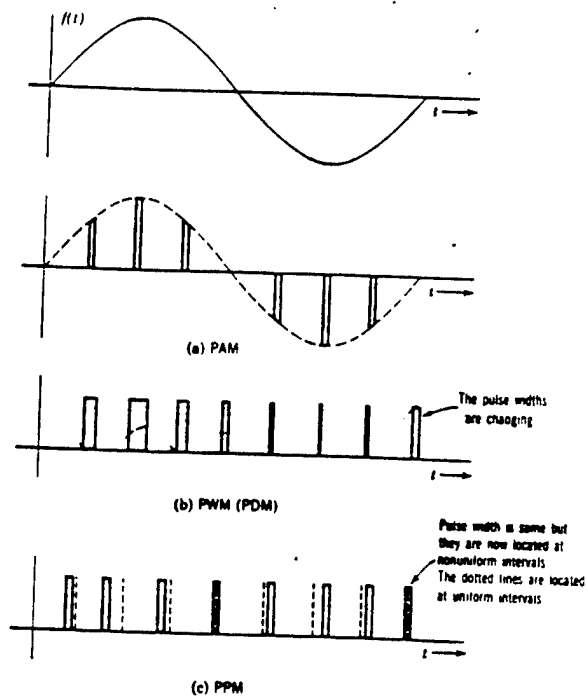 f(t)
t
t
(a) PAM
The pulse widths
are changing
t
(b) PWM (PDM)
Pulse width is same but
they are now located at
nonuniform intervals
The dotted lines are located
at uniform intervals
t
(c) PPM